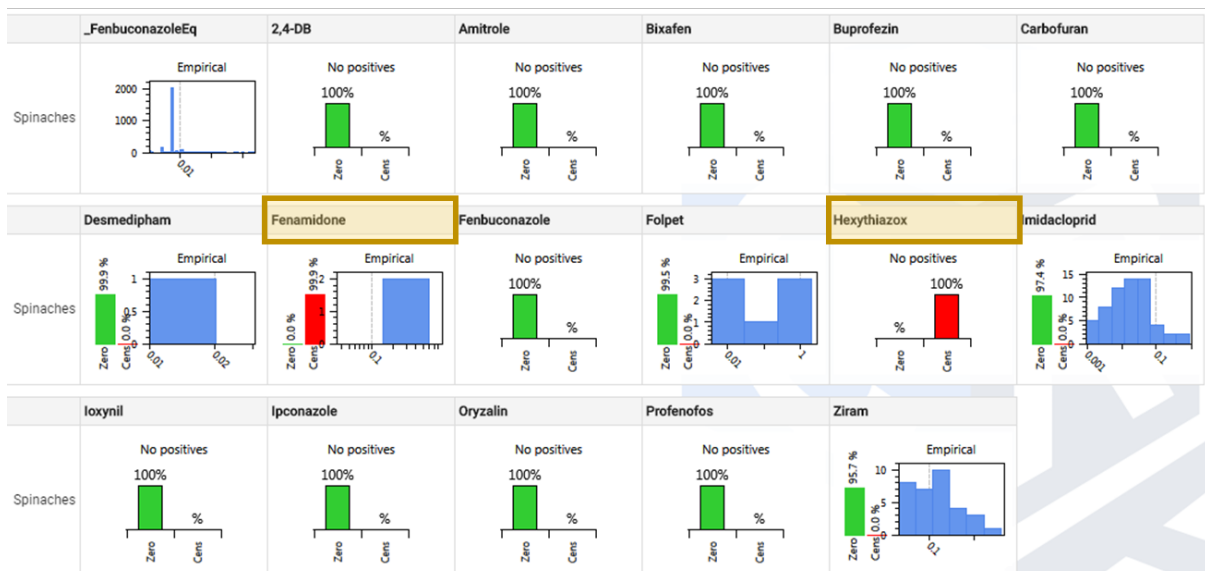 _FenbuconazoleEq 2,4-DB Amitrole Bixafen Buprofezin Carbofuran
Spinaches
Empirical
2000
1000
0
0.01
No positives
100%
%
Zero
Cens
No positives
100%
%
Zero
Cens
No positives
100%
%
Zero
Cens
No positives
100%
%
Zero
Cens
No positives
100%
%
Zero
Cens
Desmedipham Fenamidone Fenbuconazole Folpet Hexythiazox Imidacloprid
Spinaches
99.9 %
0.0 %
Zero
Cens
Empirical
1
0.5
0
0.01
0.02
0.0 %
99.9 %
Zero
Cens
Empirical
2
1
0
0.1
No positives
100%
%
Zero
Cens
99.5 %
0.0 %
Zero
Cens
Empirical
3
2
1
0
0.01
1
No positives
%
100%
Zero
Cens
97.4 %
0.0 %
Zero
Cens
Empirical
15
10
5
0
0.001
0.1
Ioxynil Ipconazole Oryzalin Profenofos Ziram
Spinaches
No positives
100%
%
Zero
Cens
No positives
100%
%
Zero
Cens
No positives
100%
%
Zero
Cens
No positives
100%
%
Zero
Cens
95.7 %
0.0 %
Zero
Cens
Empirical
10
5
0
0.1